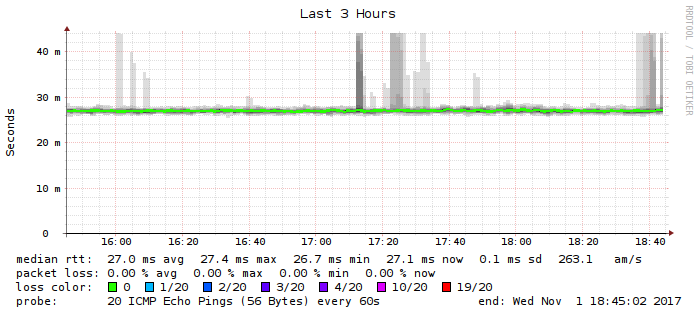 Last 3 Hours
RRDTOOL / TOBI OETIKER
Seconds
40 m
30 m
20 m
10 m
0
16:00 16:20 16:40 17:00 17:20 17:40 18:00 18:20 18:40
median rtt: 27.0 ms avg 27.4 ms max 26.7 ms min 27.1 ms now 0.1 ms sd 263.1 am/s
packet loss: 0.00 % avg 0.00 % max 0.00 % min 0.00 % now
loss color: 0 1/20 2/20 3/20 4/20 10/20 19/20
probe: 20 ICMP Echo Pings (56 Bytes) every 60s end: Wed Nov 1 18:45:02 2017